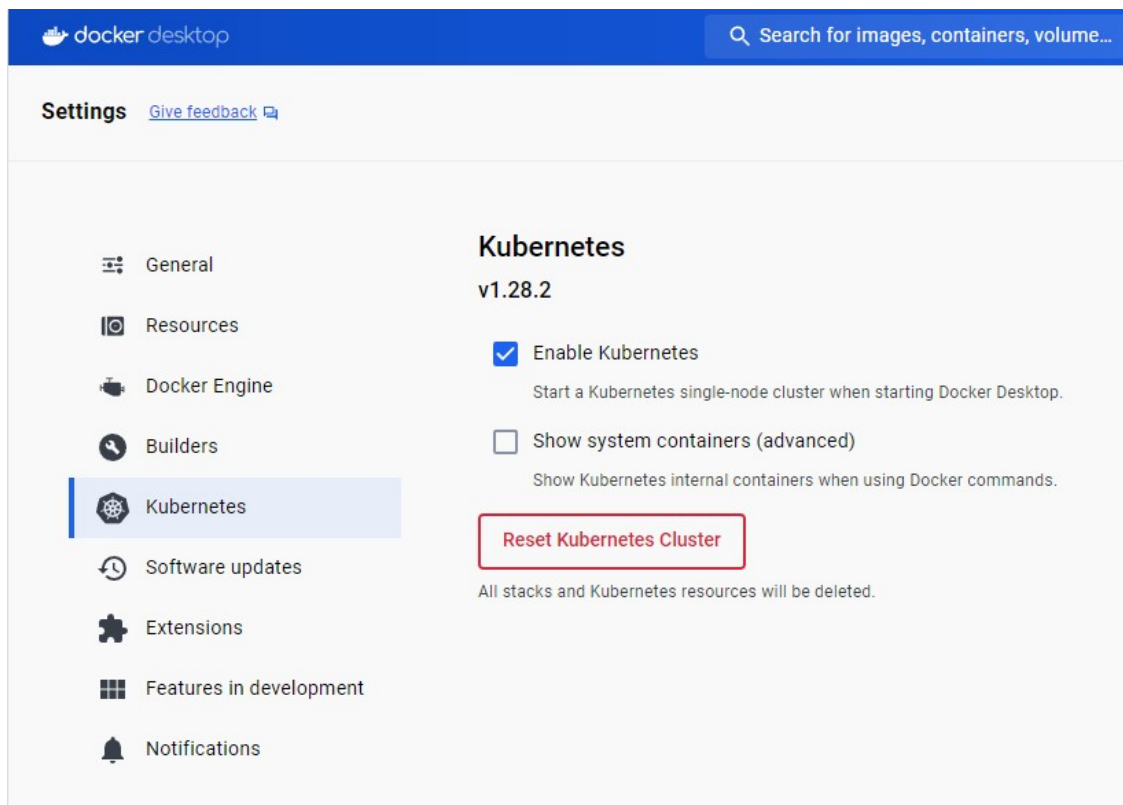 docker desktop
Search for images, containers, volume...
Settings Give feedback
General
Resources
Docker Engine
Builders
Kubernetes
Software updates
Extensions
Features in development
Notifications
Kubernetes
v1.28.2
Enable Kubernetes
Start a Kubernetes single-node cluster when starting Docker Desktop.
Show system containers (advanced)
Show Kubernetes internal containers when using Docker commands.
Reset Kubernetes Cluster
All stacks and Kubernetes resources will be deleted.